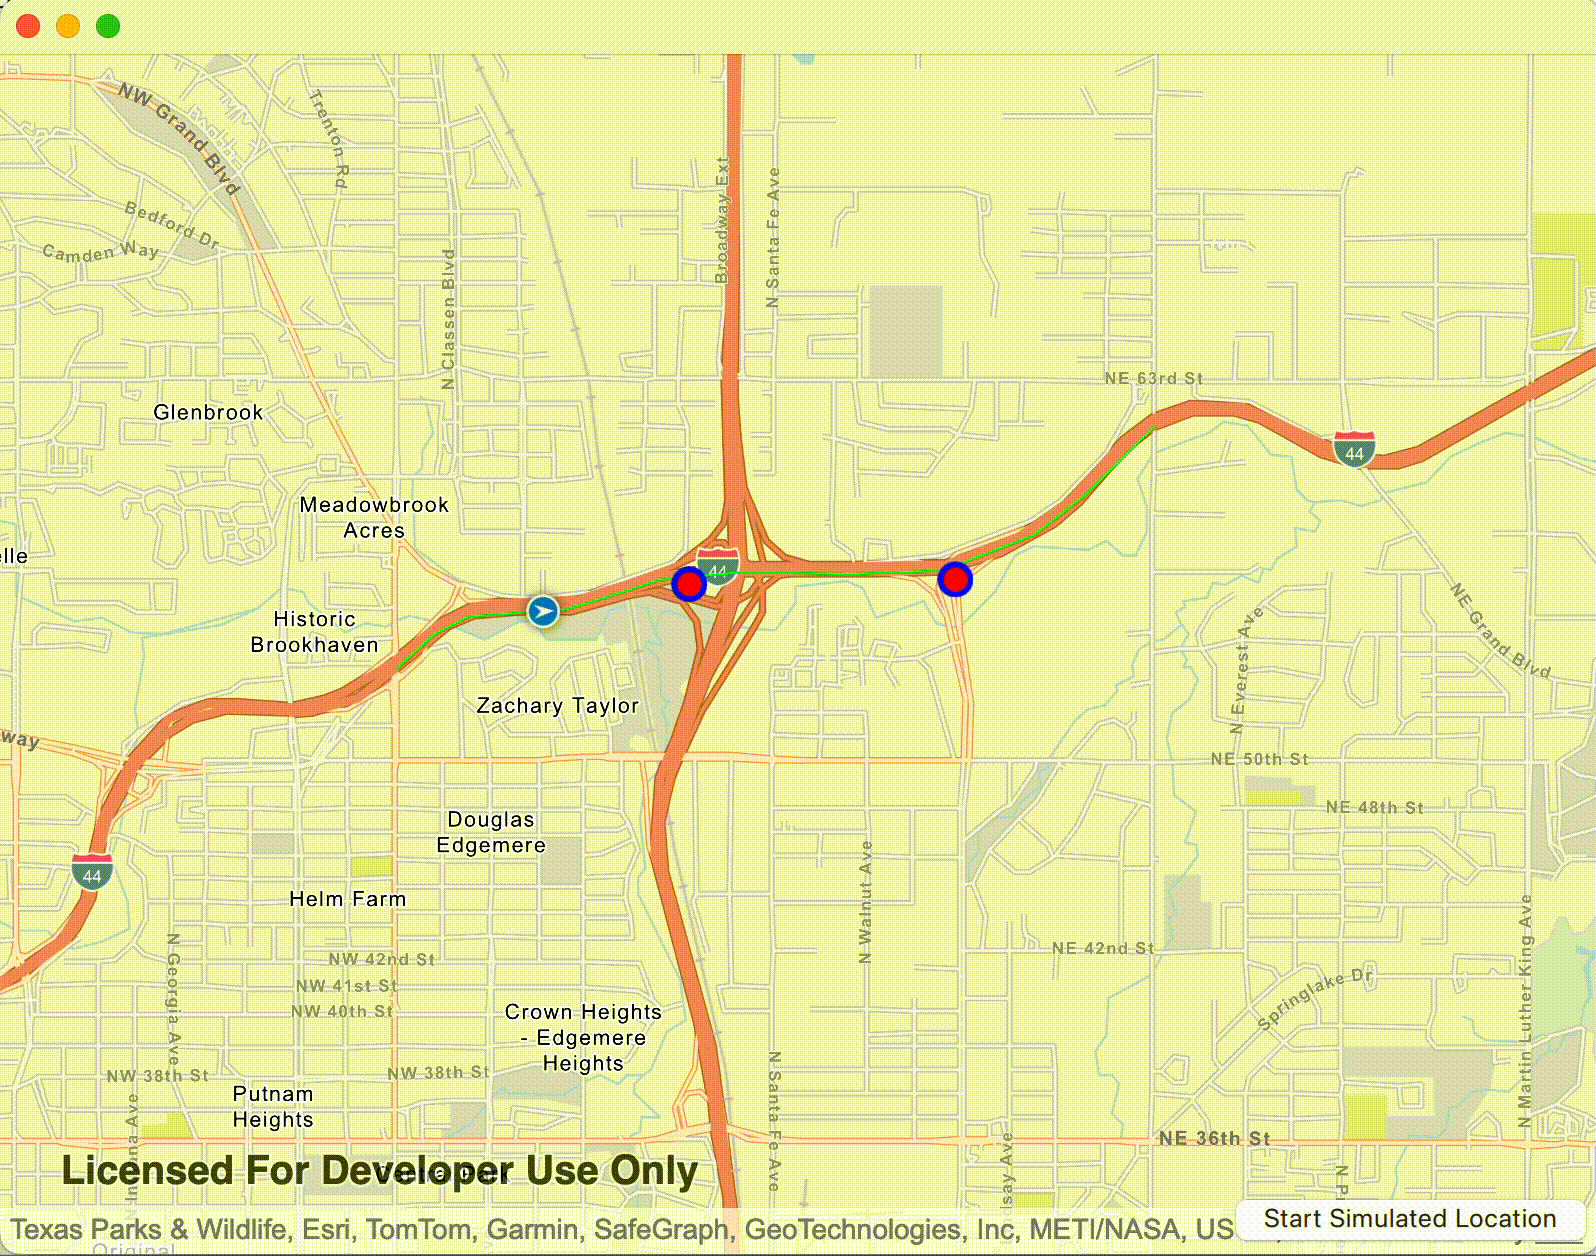 NW Grand Blvd
Trenton Rd
Bedford Dr
Camden Way
N Classen Blvd
Broadway Ext
N Santa Fe Ave
NE 63rd St
Glenbrook
44
Meadowbrook
Acres
elle
44
Historic
Brookhaven
N Everest Ave
NE Grand Blvd
Zachary Taylor
way
NE 50th St
NE 48th St
Douglas
Edgemere
44
Helm Farm
N Walnut Ave
NE 42nd St
N Georgia Ave
NW 42nd St
NW 41st St
NW 40th St
Springlake Dr
N Martin Luther King Ave
Crown Heights
- Edgemere
Heights
NW 38th St
NW 38th St
Putnam
Heights
N Santa Fe Ave
NE 36th St
Licensed For Developer Use Only
Texas Parks & Wildlife, Esri, TomTom, Garmin, SafeGraph, GeoTechnologies, Inc, METI/NASA, US
Start Simulated Location
Original